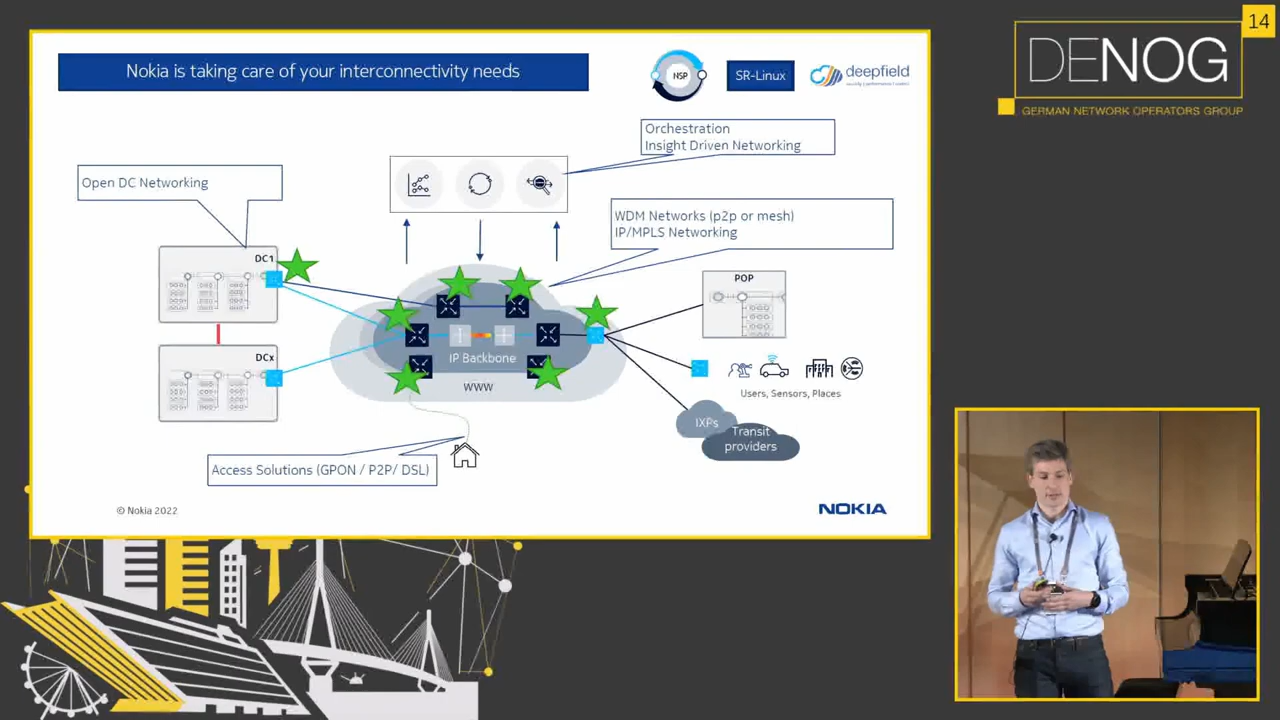 Nokia is taking care of your interconnectivity needs
NSP
SR-Linux
deepfield
14
DENOG
GERMAN NETWORK OPERATORS GROUP
Orchestration
Insight Driven Networking
Open DC Networking
WDM Networks (p2p or mesh)
IP/MPLS Networking
DC1
POP
DCx
IP Backbone
WWW
Users, Sensors, Places
IXPs
Transit
providers
Access Solutions (GPON / P2P/ DSL)
© Nokia 2022
NOKIA